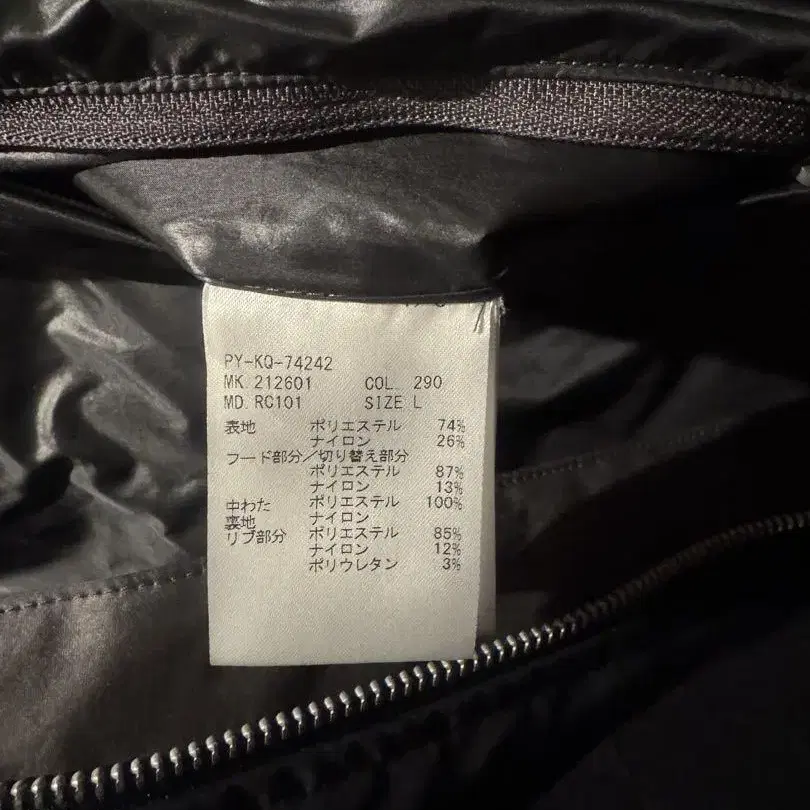 PY-KQ-74242
MK. 212601 COL. 290
MD. RC101 SIZE L
表地 ポリエステル 74%
ナイロン 26%
フード部分/切り替え部分
ポリエステル 87%
ナイロン 13%
中わた ポリエステル 100%
裏地 ナイロン
リブ部分 ポリエステル 85%
ナイロン 12%
ポリウレタン 3%